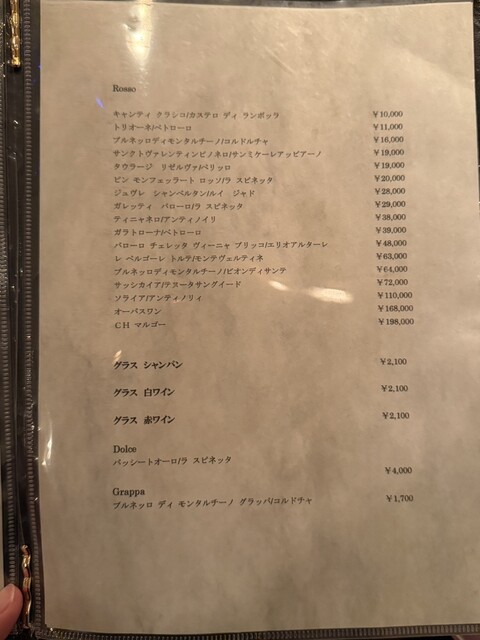 Rosso
キャンティ クラシコ/カステロ ディ ランポッラ ￥10,000
トリオーネ/ペトローロ ￥11,000
ブルネッロディモンタルチーノ/コルドルチャ ￥16,000
サンクトヴァレンティンピノネロ/サンミケーレアッピアーノ ￥19,000
タウラージ リゼルヴァ/ペリッロ ￥19,000
ピン モンフェッラート ロッソ/ラ スピネッタ ￥20,000
ジュヴレ シャンベルタン/ルイ ジャド ￥28,000
ガレッティ バローロ/ラ スピネッタ ￥29,000
ティニャネロ/アンティノイリ ￥38,000
ガラトローナ/ペトローロ ￥39,000
バローロ チェレッタ ヴィーニャ ブリッコ/エリオアルターレ ￥48,000
レ ペルゴーレ トルテ/モンテヴェルティネ ￥63,000
ブルネッロディモンタルチーノ/ビオンディサンテ ￥64,000
サッシカイア/テヌータサングイード ￥72,000
ソライア/アンティノリィ ￥110,000
オーパスワン ￥168,000
ＣＨ マルゴー ￥198,000
グラス シャンパン ￥2,100
グラス 白ワイン ￥2,100
グラス 赤ワイン ￥2,100
Dolce
パッシートオーロ/ラ スピネッタ
￥4,000
Grappa
ブルネッロ ディ モンタルチーノ グラッパ/コルドチャ ￥1,700